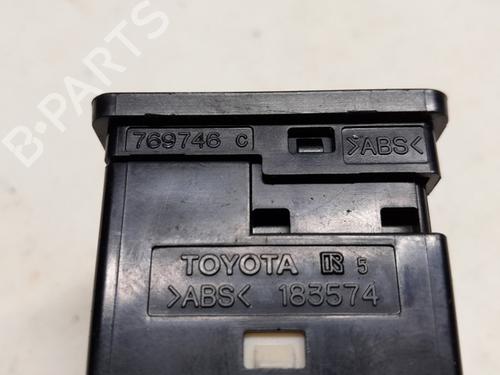 B-PARTS
769746 C
>ABS<
TOYOTA 5
>ABS< 183574